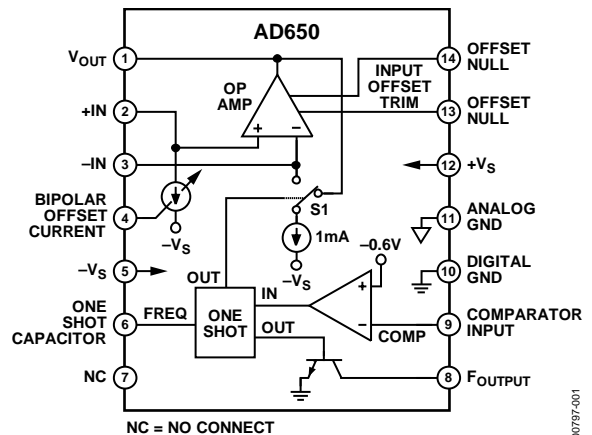 AD650
VOUT 1
+IN 2
–IN 3
BIPOLAR
OFFSET
CURRENT
4
–VS 5
ONE
SHOT
CAPACITOR
6
NC 7
OP
AMP
INPUT
OFFSET
TRIM
+ –
S1
1mA
–VS
–VS
–0.6V
+
–
OUT
IN
FREQ
ONE
SHOT
OUT
COMP
14 OFFSET
NULL
13 OFFSET
NULL
12 +VS
11 ANALOG
GND
10 DIGITAL
GND
9 COMPARATOR
INPUT
8 FOUTPUT
NC = NO CONNECT
00797-001